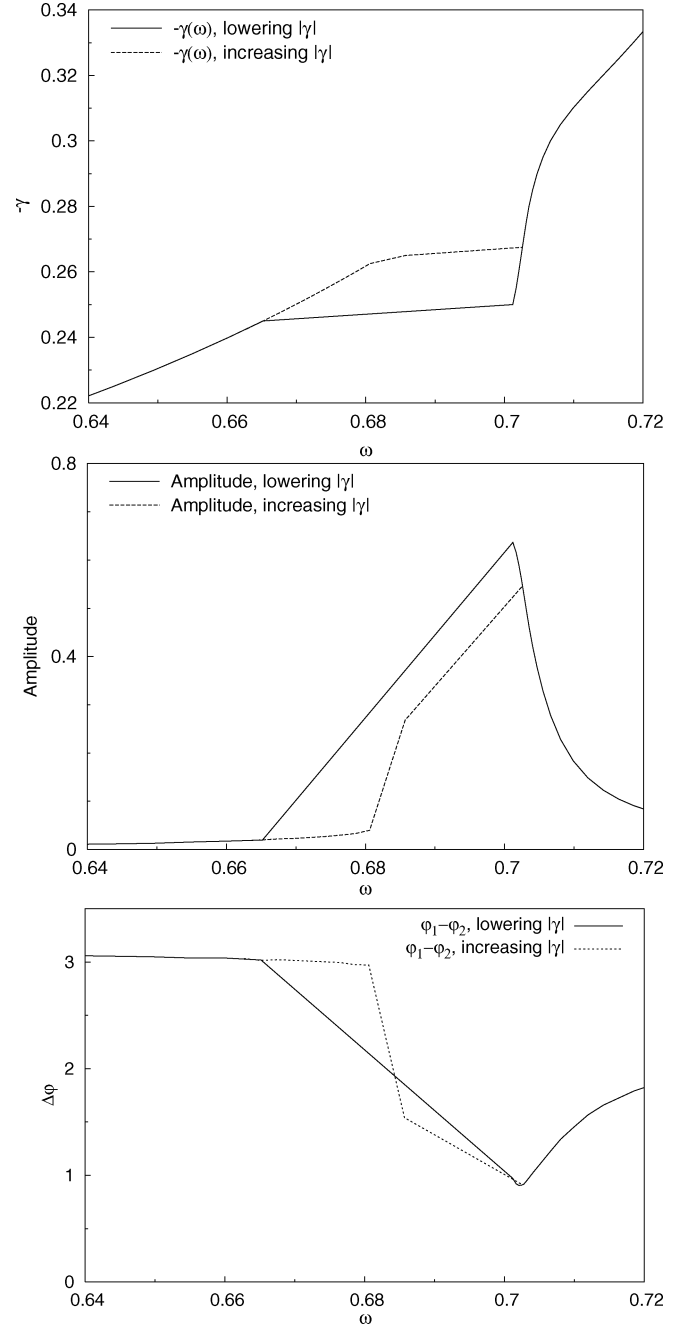 0.34
-γ(ω), lowering |γ|
-γ(ω), increasing |γ|
0.32
0.3
-γ
0.28
0.26
0.24
0.22
0.64 0.66 0.68 0.7 0.72
ω
0.8
Amplitude, lowering |γ|
Amplitude, increasing |γ|
Amplitude
0.4
0
0.64 0.66 0.68 0.7 0.72
ω
φ1−φ2, lowering |γ|
φ1−φ2, increasing |γ|
3
2
Δφ
1
0
0.64 0.66 0.68 0.7 0.72
ω